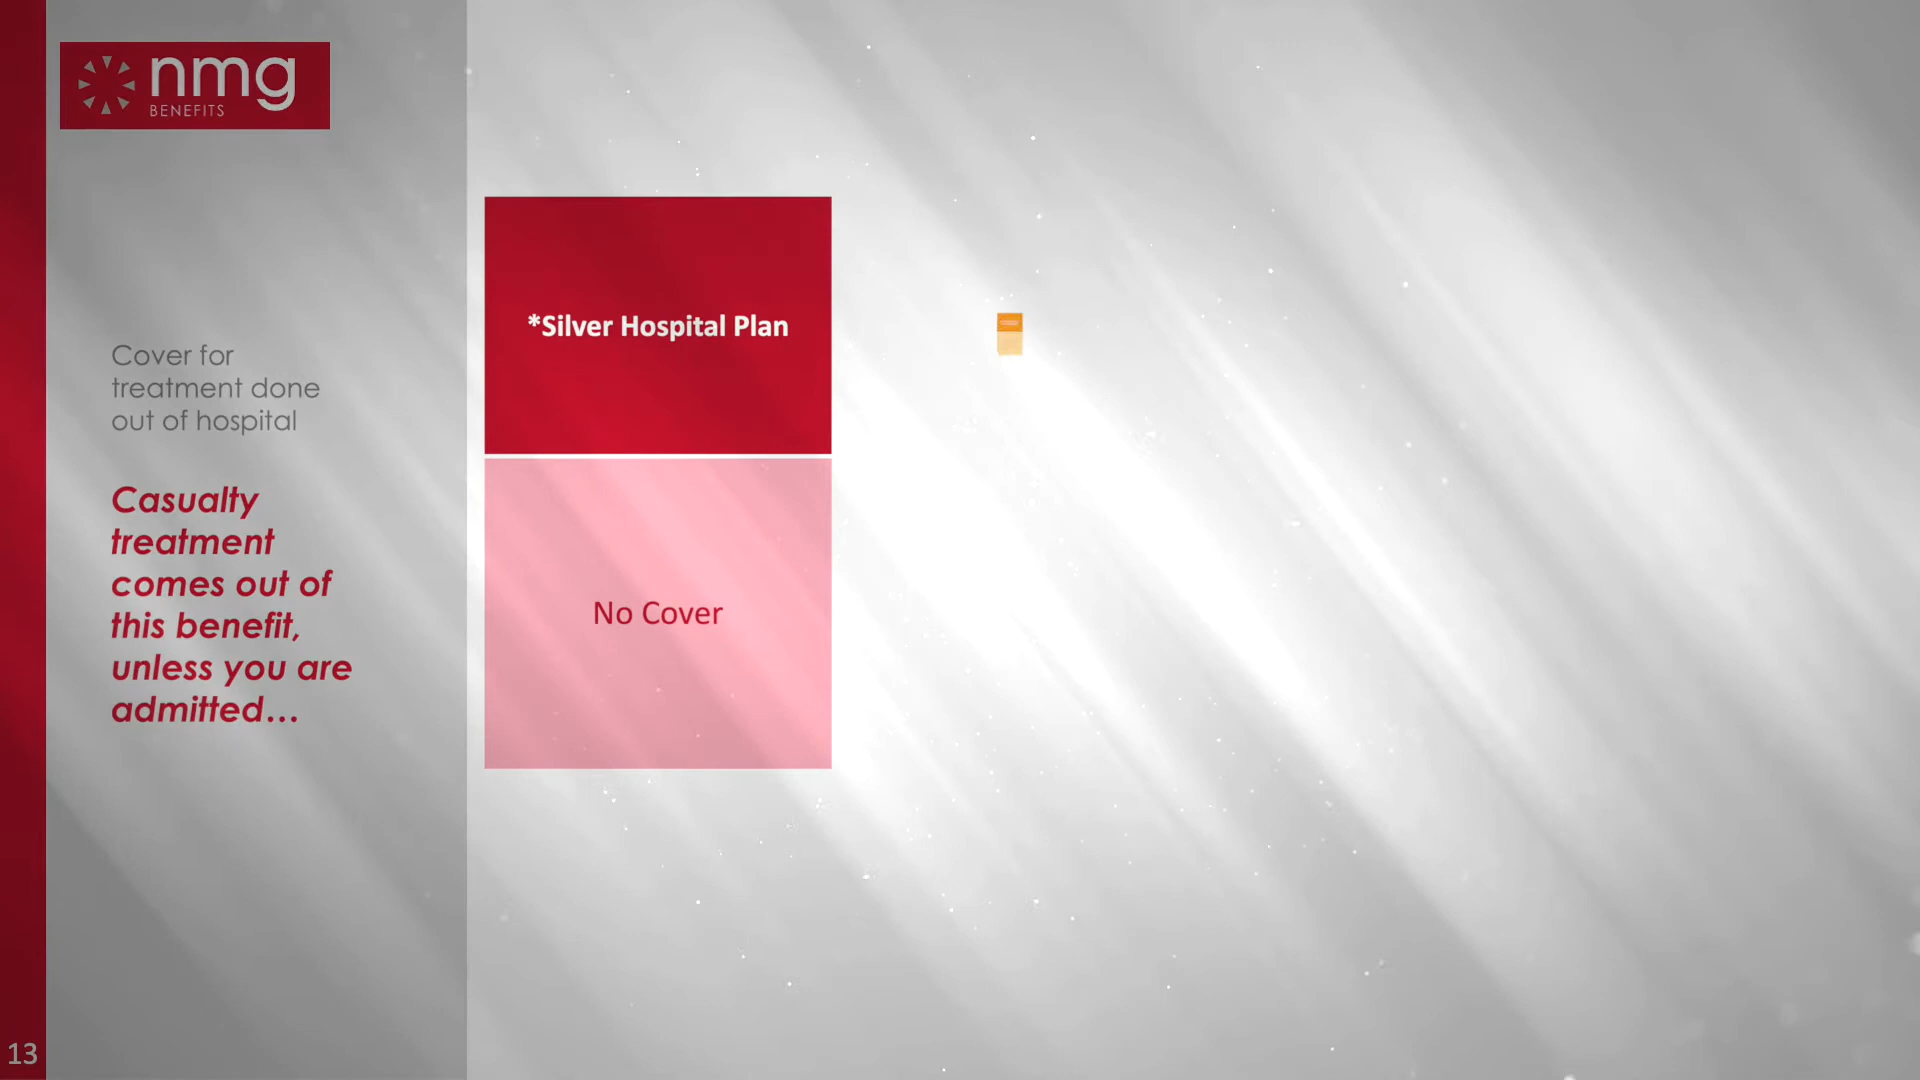 nmg
BENEFITS
Cover for
treatment done
out of hospital
Casualty
treatment
comes out of
this benefit,
unless you are
admitted…
*Silver Hospital Plan
No Cover
13